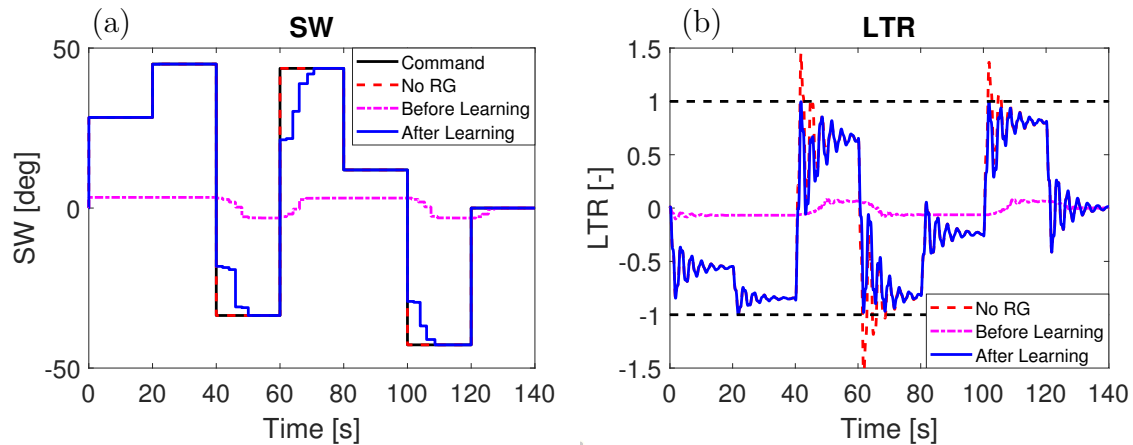 (a)
SW
50
0
-50
SW [deg]
Command
No RG
Before Learning
After Learning
0 20 40 60 80 100 120 140
Time [s]
(b)
LTR
1.5
1
0.5
0
-0.5
-1
-1.5
LTR [-]
No RG
Before Learning
After Learning
0 20 40 60 80 100 120 140
Time [s]